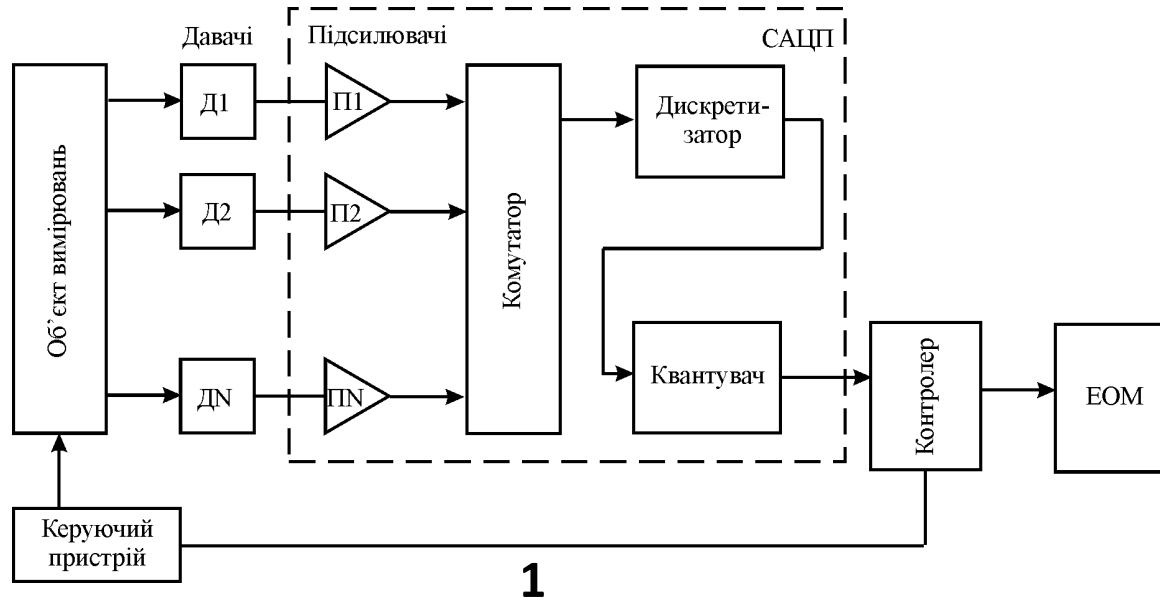 Давачі
Підсилювачі
САЦП
Об’єкт вимірювань
Д1
П1
Д2
П2
ДN
ПN
Комутатор
Дискрети-
затор
Квантувач
Контролер
ЕОМ
Керуючий
пристрій
1